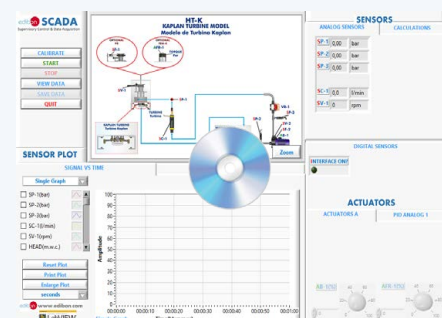 edibon SCADA
Supervisory Control & Data Acquisition
CALIBRATE
START
STOP
VIEW DATA
SAVE DATA
QUIT
HT-K
KAPLAN TURBINE MODEL
Modelo de Turbina Kaplan
TURBINE
Turbina
KAPLAN TURBINE
Turbina Kaplan
Zoom
SENSORS
ANALOG SENSORS
CALCULATIONS
SP-1 0,00 bar
SP-2 0,00 bar
SP-3 0,00 bar
SC-1 0,0 l/min
SV-1 0 rpm
DIGITAL SENSORS
INTERFACE ON?
ACTUATORS
ACTUATORS A
PID ANALOG 1
SENSOR PLOT
SIGNAL VS TIME
Single Graph
SP-1(bar)
SP-2(bar)
SP-3(bar)
SC-1(l/min)
SV-1(rpm)
HEAD(m.w.c.)
Reset Plot
Print Plot
Enlarge Plot
seconds
www.edibon.com
Amplitude
100
90
80
70
60
50
40
30
20
10
0
00:00:00 00:00:10 00:00:20 00:00:30 00:00:40 00:00:50 00:01:00